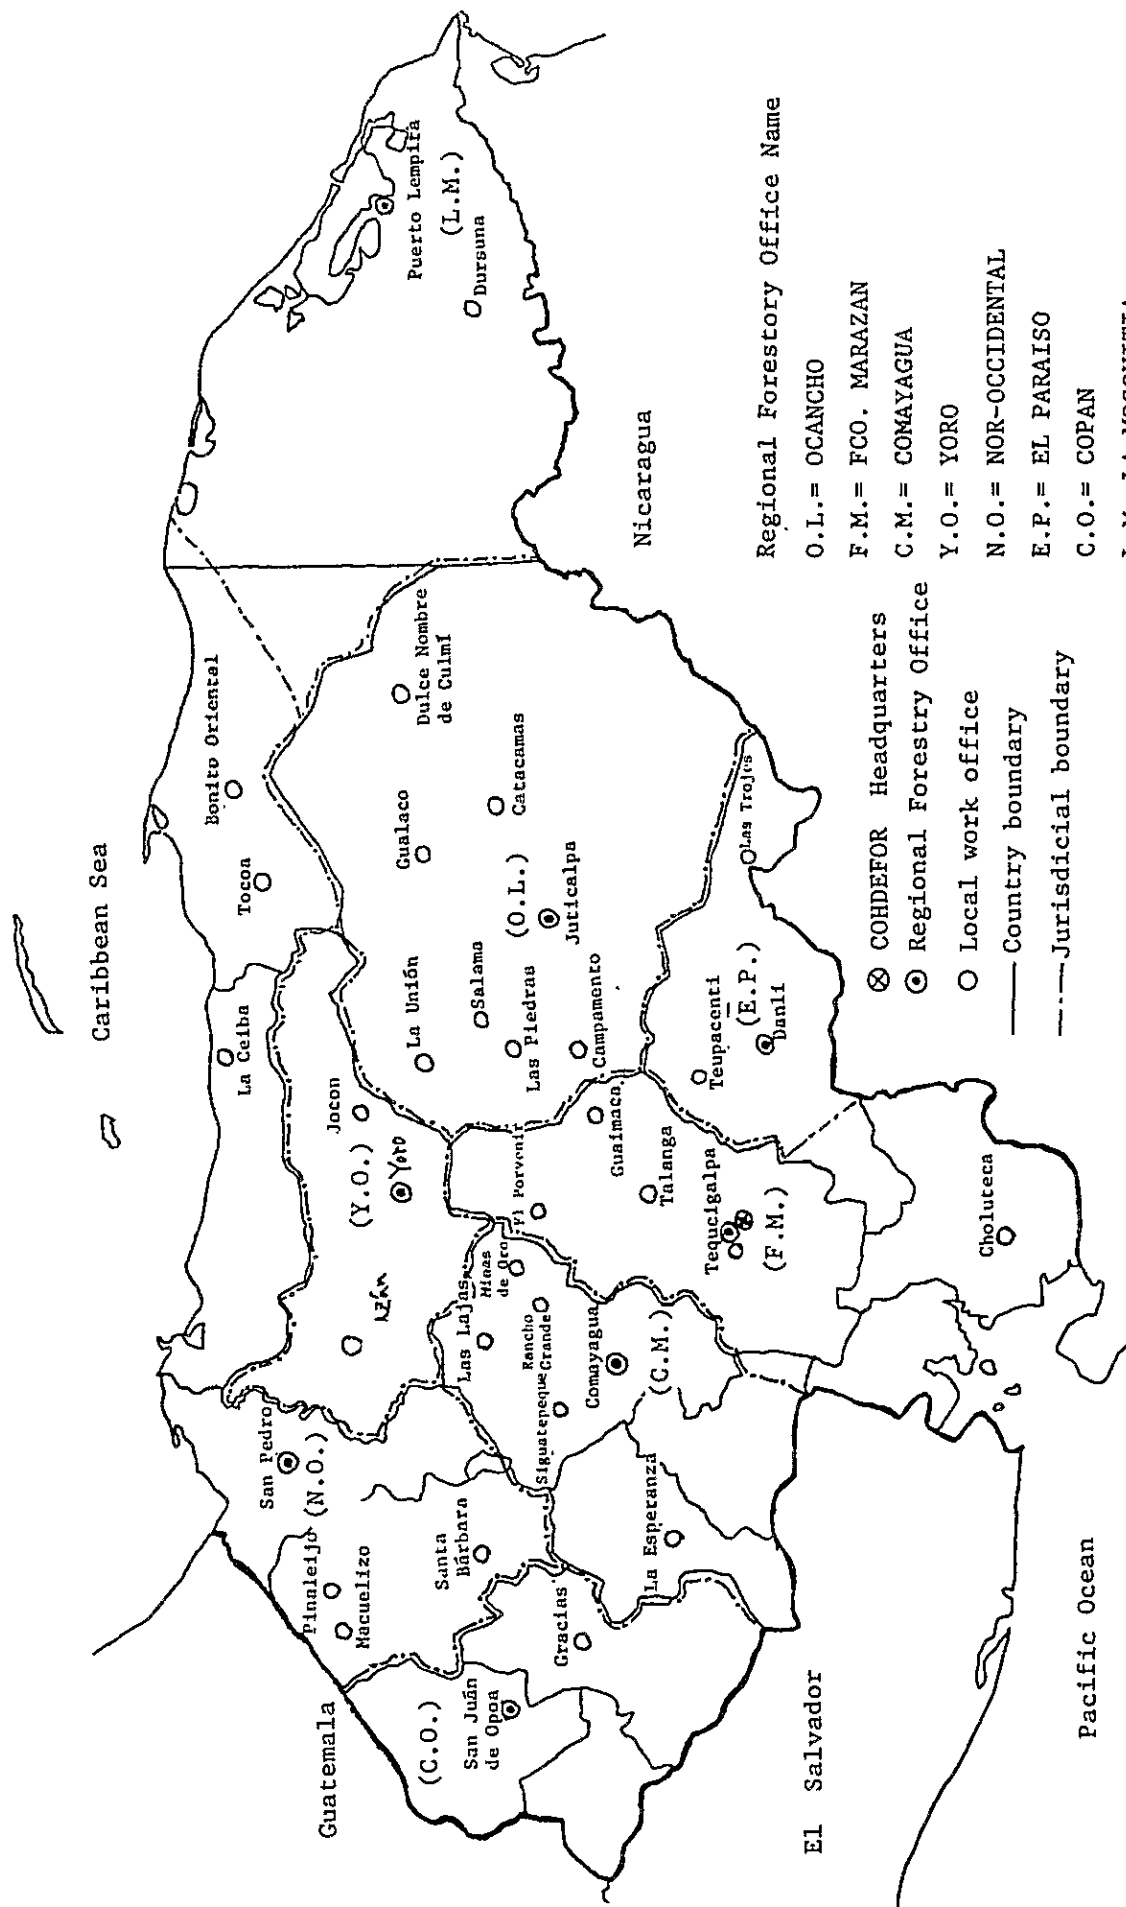 Caribbean Sea
Guatemala
San Pedro
(N.O.)
Pinaleijo
Macuelizo
Santa
Bárbara
(C.O.)
San Juán
de Opoa
Gracias
La Esperanza
Siguatepeque
Rancho
Grande
Comayagua
(C.M.)
Las Lajas
Minas
de Oro
(Y.O.)
Yoro
Jocon
La Ceiba
Tocoa
Bonito Oriental
La Unión
Gualaco
Dulce Nombre
de Culmí
Salama
Las Piedras
(O.L.)
Juticalpa
Catacamas
Campamento
El Porvenir
Guaimaca
Talanga
Tequcigalpa
(F.M.)
Teupacenti
(E.P.)
Danli
Las Trojes
Choluteca
Puerto Lempira
(L.M.)
Dursuna
Nicaragua
El Salvador
Pacific Ocean
COHDEFOR Headquarters
Regional Forestry Office
Local work office
Country boundary
Jurisdicial boundary
Regional Forestory Office Name
O.L.= OCANCHO
F.M.= FCO. MARAZAN
C.M.= COMAYAGUA
Y.O.= YORO
N.O.= NOR-OCCIDENTAL
E.P.= EL PARAISO
C.O.= COPAN